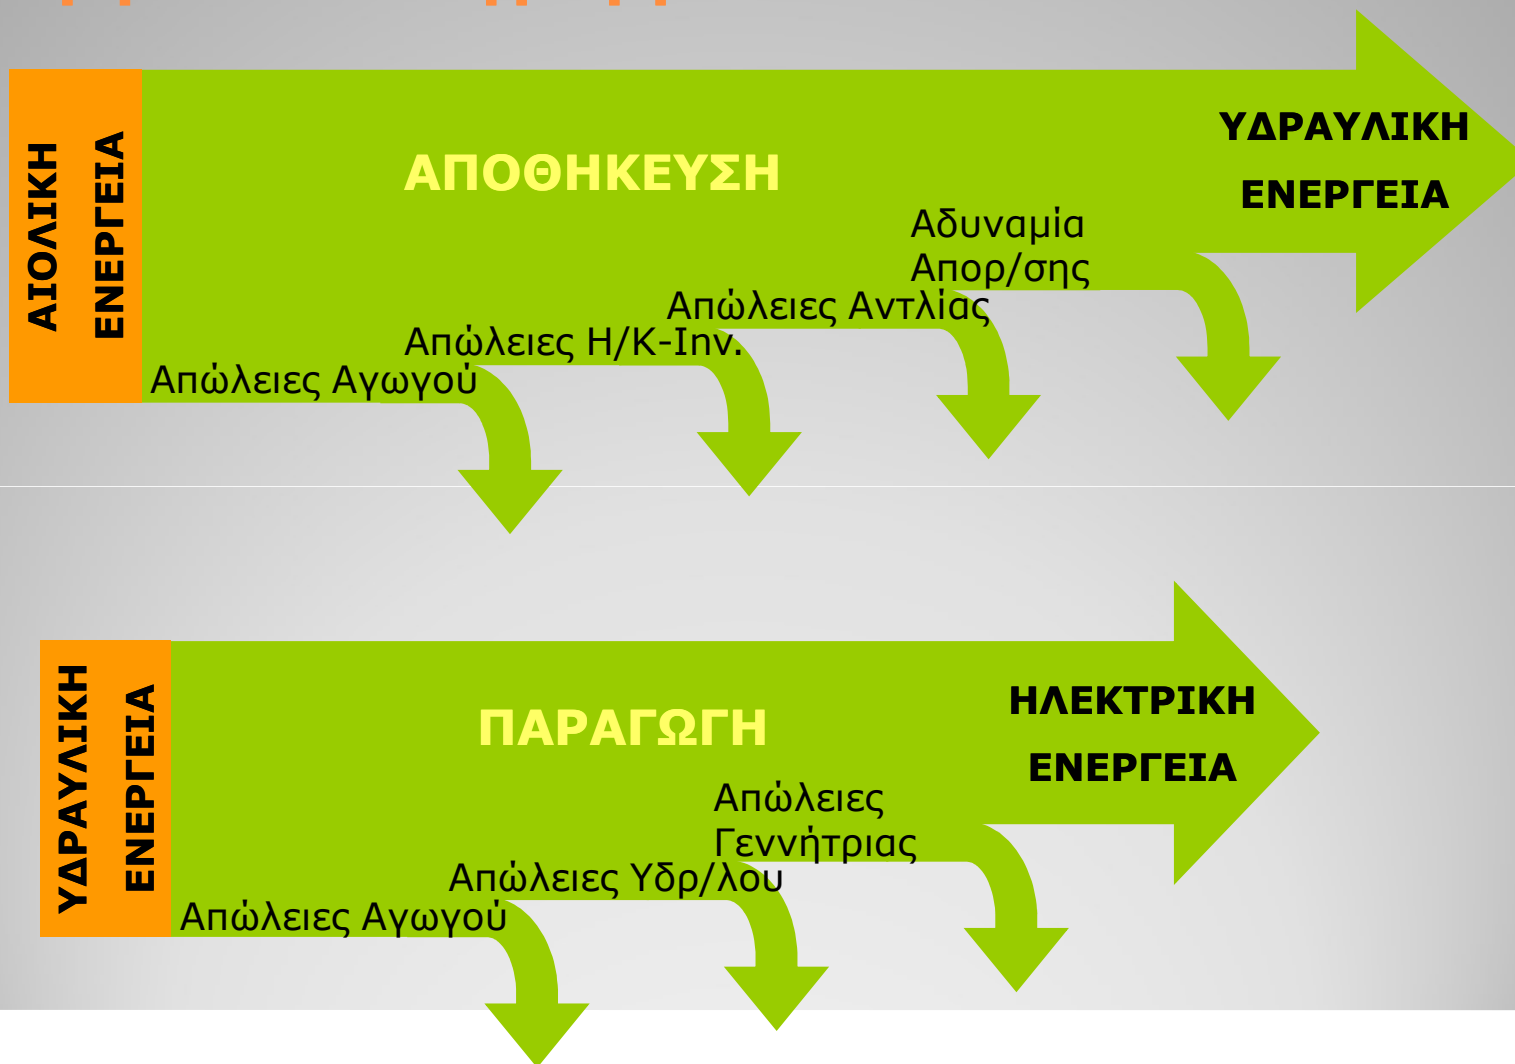 ΑΙΟΛΙΚΗ
ΕΝΕΡΓΕΙΑ
ΑΠΟΘΗΚΕΥΣΗ
ΥΔΡΑΥΛΙΚΗ
ΕΝΕΡΓΕΙΑ
Αδυναμία
Απορ/σης
Απώλειες Αντλίας
Απώλειες Η/Κ-Inv.
Απώλειες Αγωγού
ΥΔΡΑΥΛΙΚΗ
ΕΝΕΡΓΕΙΑ
ΠΑΡΑΓΩΓΗ
ΗΛΕΚΤΡΙΚΗ
ΕΝΕΡΓΕΙΑ
Απώλειες
Γεννήτριας
Απώλειες Υδρ/λου
Απώλειες Αγωγού